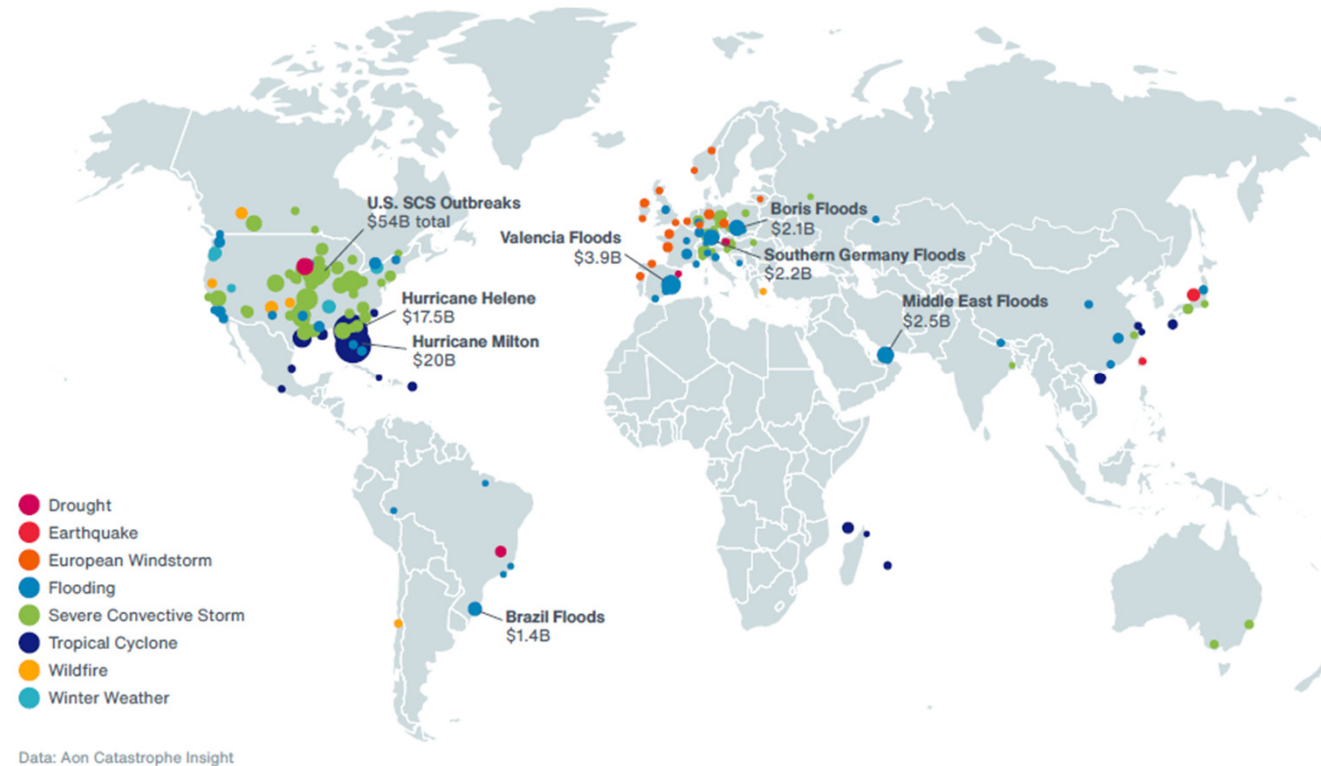 U.S. SCS Outbreaks
$54B total
Valencia Floods
$3.9B
Boris Floods
$2.1B
Southern Germany Floods
$2.2B
Hurricane Helene
$17.5B
Middle East Floods
$2.5B
Hurricane Milton
$20B
Drought
Earthquake
European Windstorm
Flooding
Severe Convective Storm
Tropical Cyclone
Wildfire
Winter Weather
Brazil Floods
$1.4B
Data: Aon Catastrophe Insight